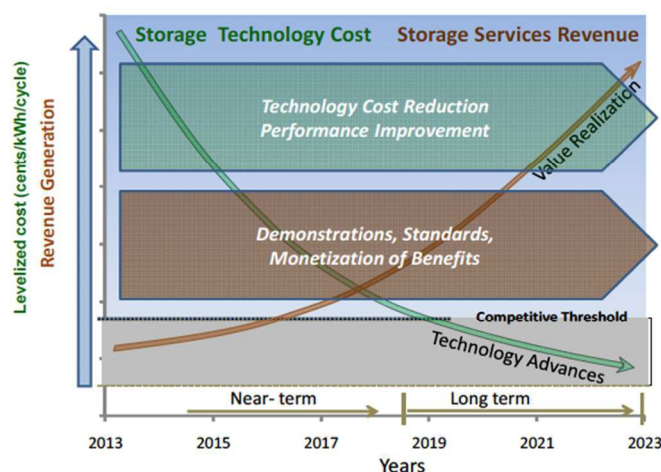 Storage Technology Cost
Storage Services Revenue
Levelized cost (cents/kWh/cycle)
Revenue Generation
Technology Cost Reduction
Performance Improvement
Value Realization
Demonstrations, Standards,
Monetization of Benefits
Competitive Threshold
Technology Advances
Near- term
Long term
2013 2015 2017 2019 2021 2023
Years